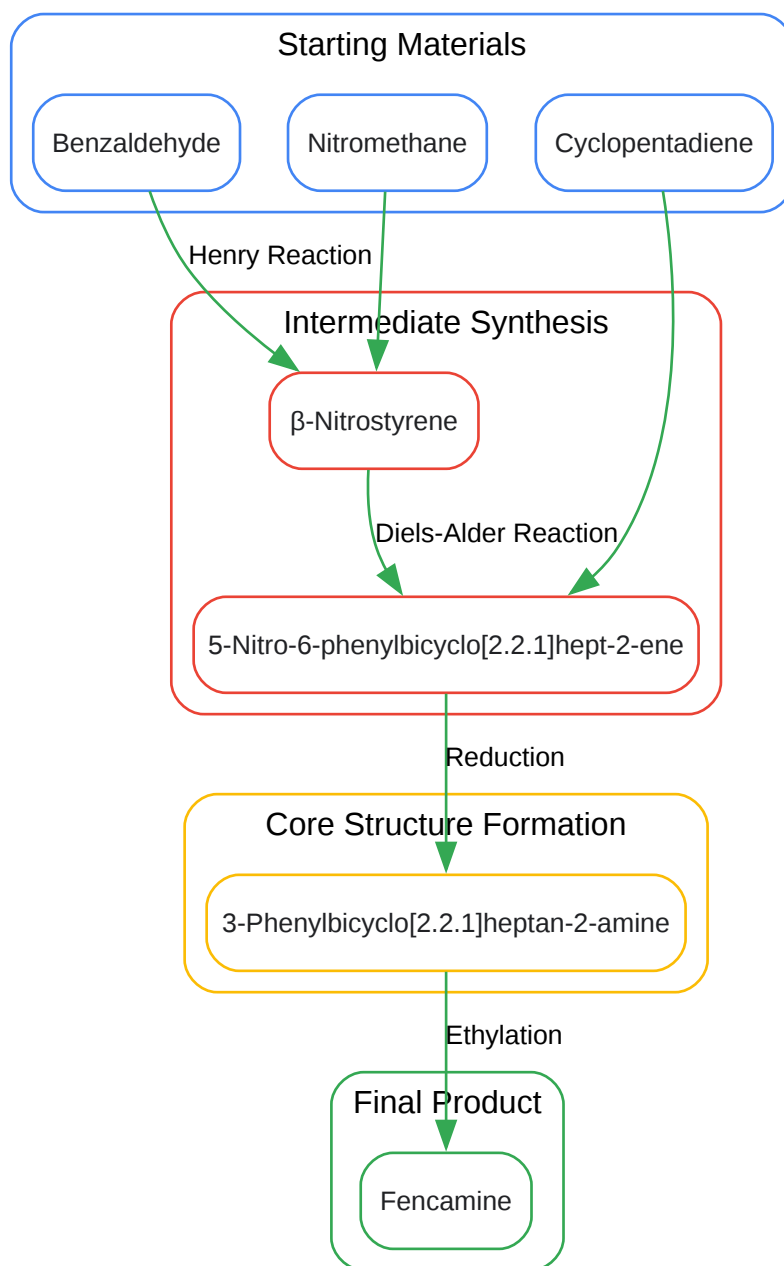 Starting Materials
Benzaldehyde
Nitromethane
Cyclopentadiene
Henry Reaction
Intermediate Synthesis
β-Nitrostyrene
Diels-Alder Reaction
5-Nitro-6-phenylbicyclo[2.2.1]hept-2-ene
Reduction
Core Structure Formation
3-Phenylbicyclo[2.2.1]heptan-2-amine
Ethylation
Final Product
Fencamine